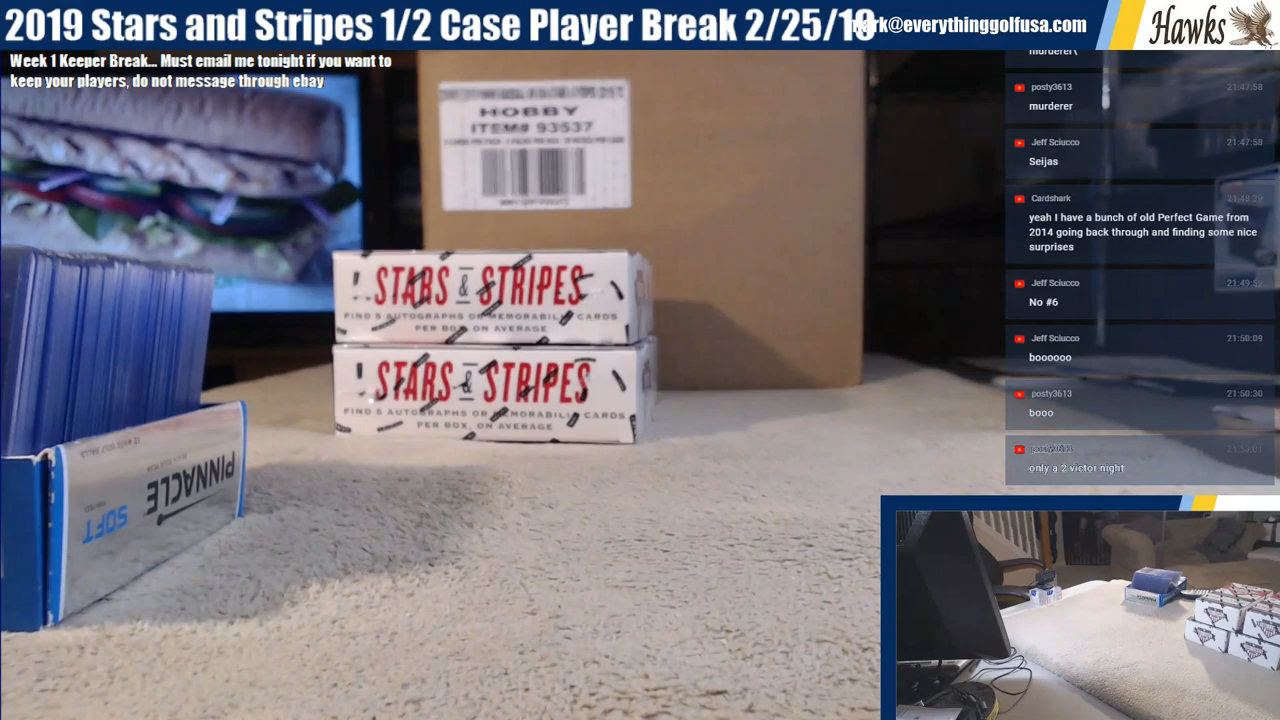 2019 Stars and Stripes 1/2 Case Player Break 2/25/19
mark@everythinggolfusa.com
Hawks
Week 1 Keeper Break... Must email me tonight if you want to
keep your players, do not message through ebay
HOBBY
ITEM# 93537
STARS & STRIPES
FIND 5 AUTOGRAPHS OR MEMORABILIA CARDS
PER BOX, ON AVERAGE
STARS & STRIPES
FIND 5 AUTOGRAPHS OR MEMORABILIA CARDS
PER BOX, ON AVERAGE
PINNACLE
SOFT
murderer(
posty3613 21:47:58
murderer
Jeff Sciucco 21:47:58
Seijas
Cardshark
yeah I have a bunch of old Perfect Game from
2014 going back through and finding some nice
surprises
Jeff Sciucco
No #6
Jeff Sciucco 21:50:09
boooooo
posty3613 21:50:30
booo
only a 2 victor night